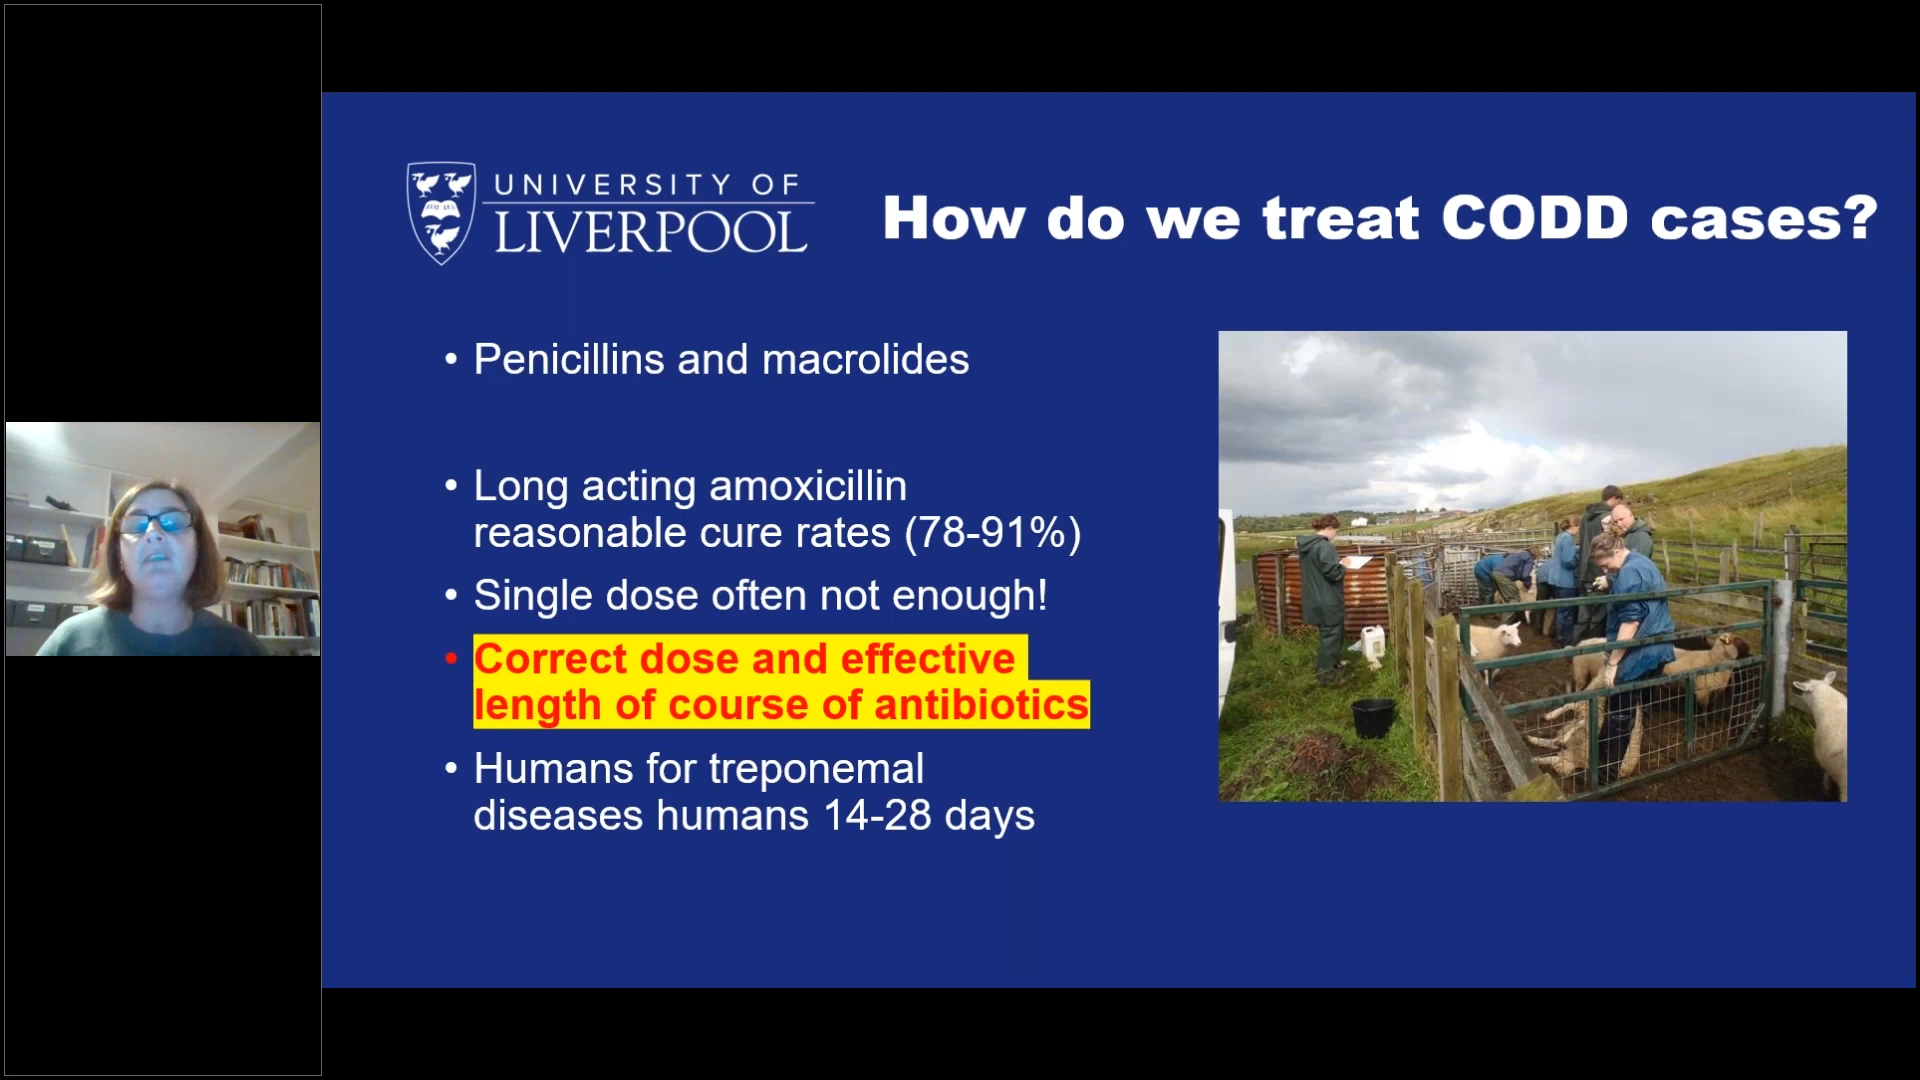 UNIVERSITY OF
LIVERPOOL
How do we treat CODD cases?
• Penicillins and macrolides
• Long acting amoxicillin
reasonable cure rates (78-91%)
• Single dose often not enough!
• Correct dose and effective
length of course of antibiotics
• Humans for treponemal
diseases humans 14-28 days